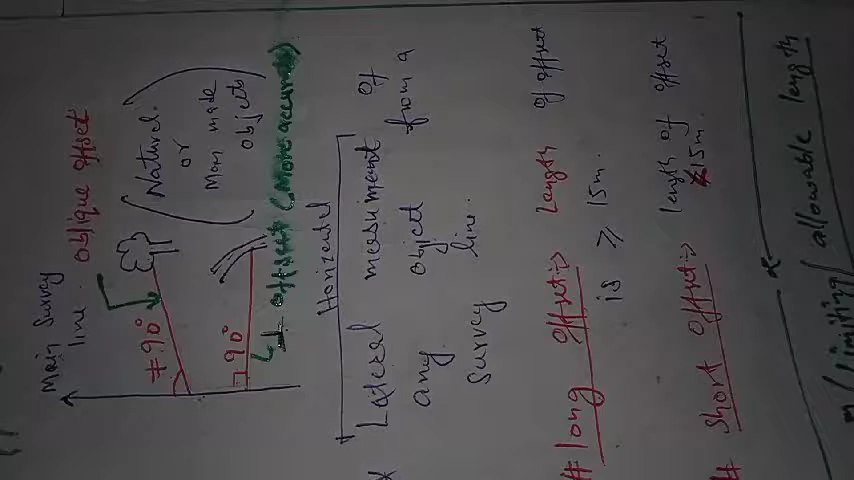 Main Survey
line.
oblique offset
≠ 90°
(Natural.
or
Man made
objects)
90°
⊥ offset (More accurate)
Horizontal
* Lateral mesurment of
any object from a
survey line.
# long offset:> Length of offset
is ≥ 15m.
# Short offset:> length of offset
< 15m.
m/limiting/allowable length